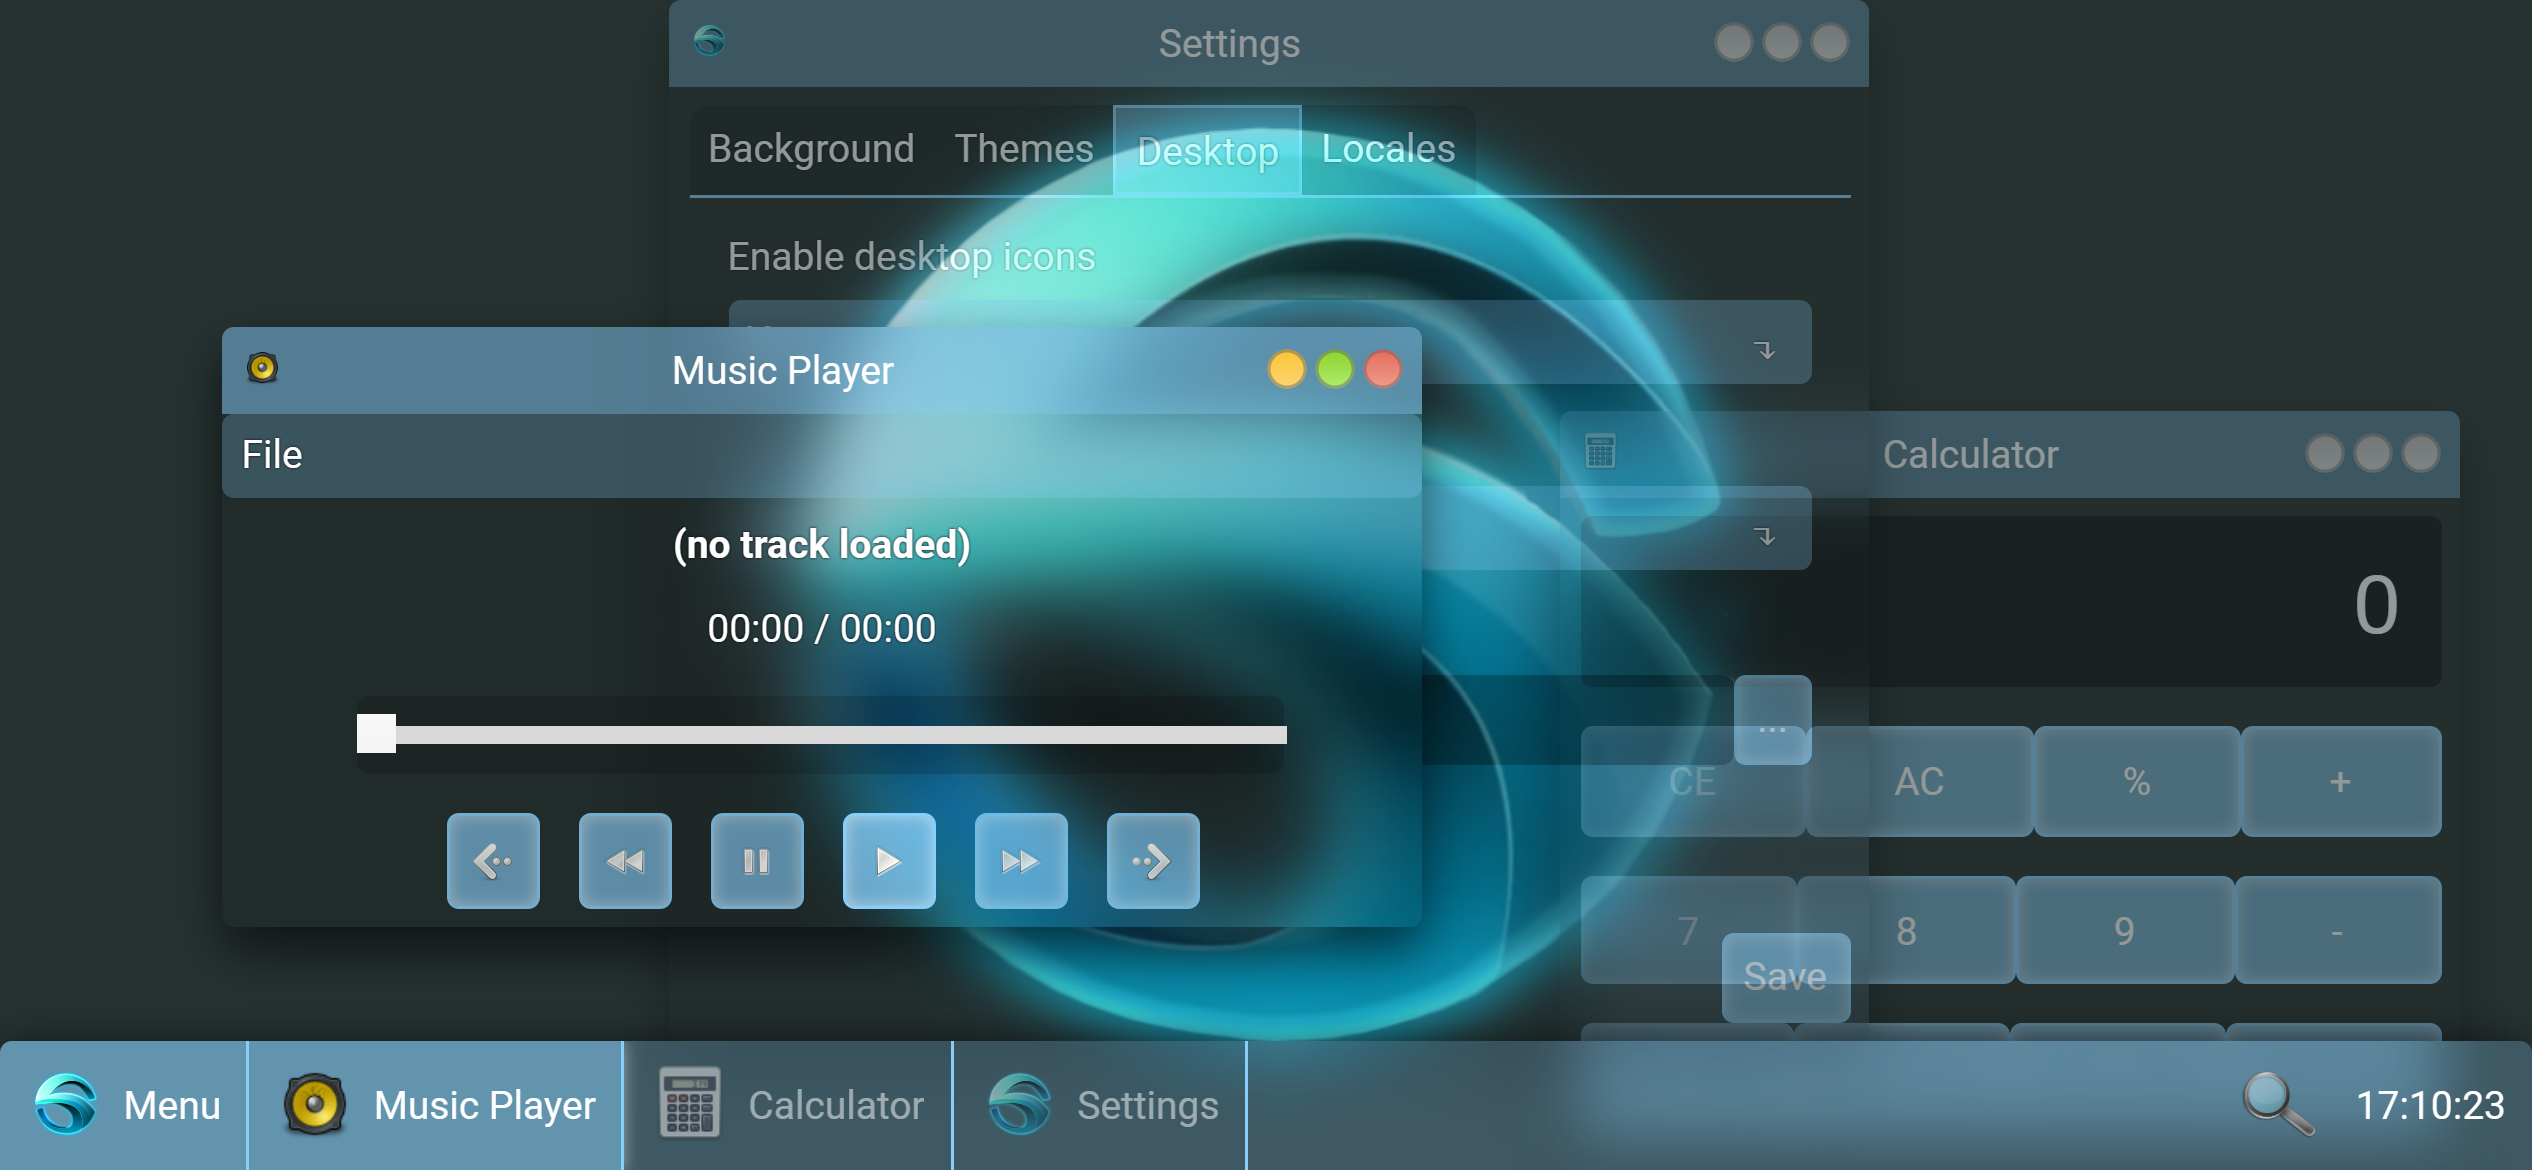 Settings
Background Themes Desktop Locales
Enable desktop icons
Music Player
File
(no track loaded)
00:00 / 00:00
Calculator
0
...
CE AC % +
7 8 9 -
Save
Menu Music Player Calculator Settings 17:10:23